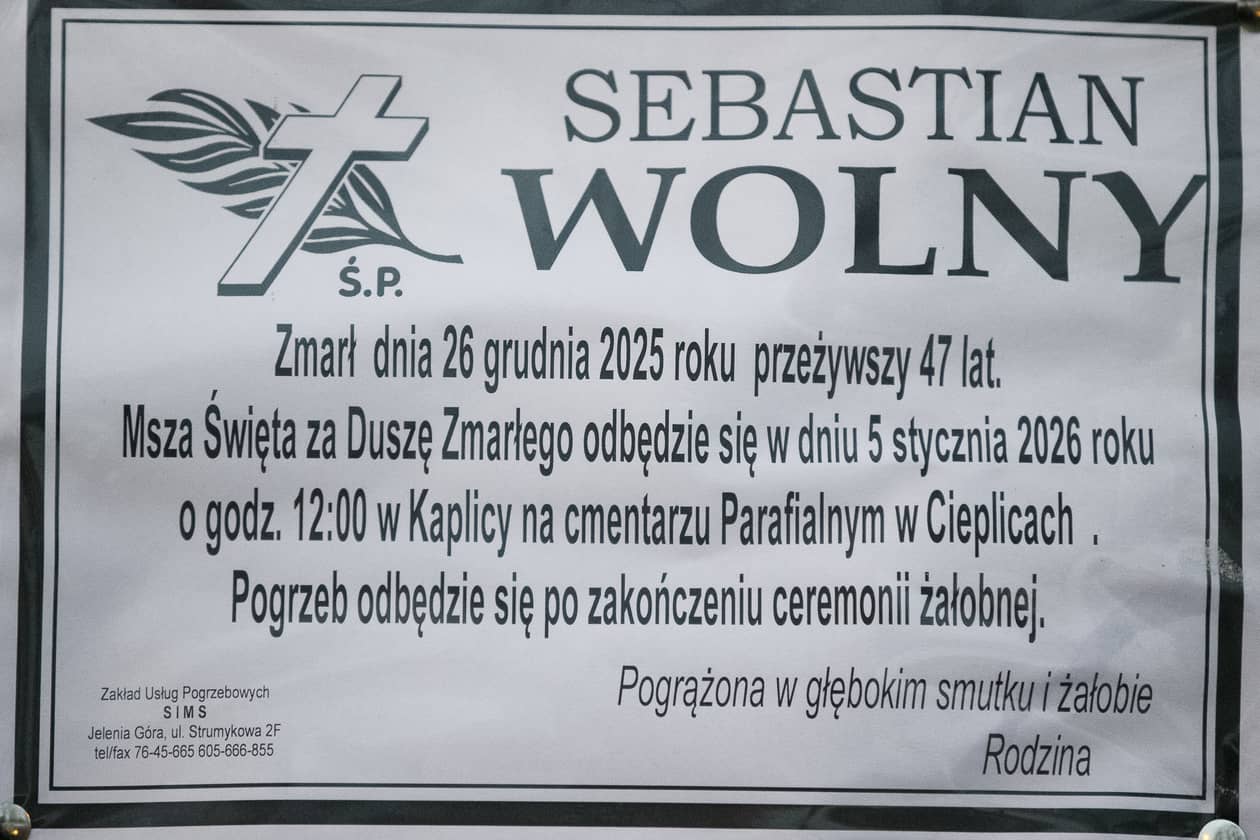 SEBASTIAN
WOLNY
Ś.P.
Zmarł dnia 26 grudnia 2025 roku przeżywszy 47 lat.
Msza Święta za Duszę Zmarłego odbędzie się w dniu 5 stycznia 2026 roku
o godz. 12:00 w Kaplicy na cmentarzu Parafialnym w Cieplicach .
Pogrzeb odbędzie się po zakończeniu ceremonii żałobnej.
Pogrążona w głębokim smutku i żałobie
Rodzina
Zakład Usług Pogrzebowych
S I M S
Jelenia Góra, ul. Strumykowa 2F
tel/fax 76-45-665 605-666-855